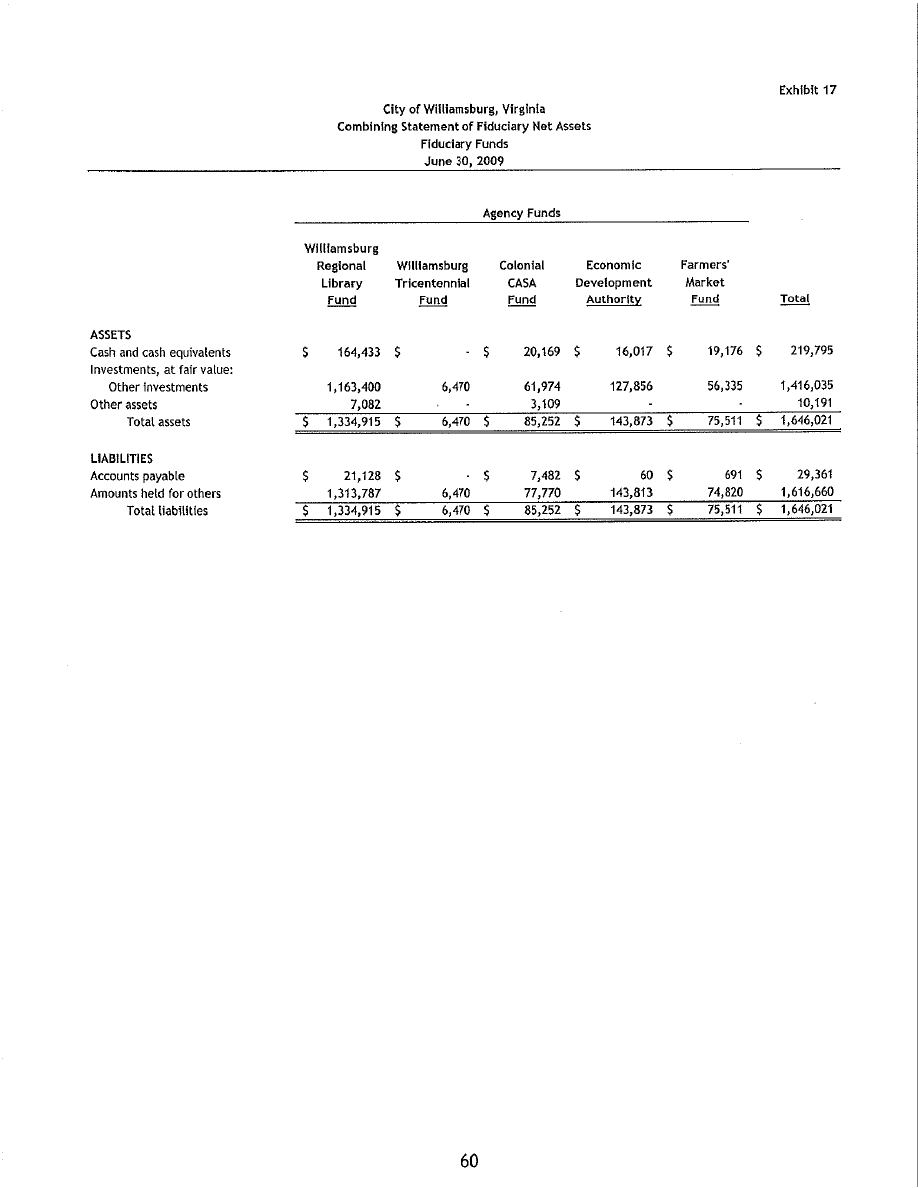 Exhibit 17
City of Williamsburg, Virginia
Combining Statement of Fiduciary Net Assets
Fiduciary Funds
June 30, 2009
Agency Funds
Williamsburg
Regional Williamsburg Colonial Economic Farmers'
Library Tricentennial CASA Development Market
Fund Fund Fund Authority Fund Total
ASSETS
Cash and cash equivalents $ 164,433 $ - $ 20,169 $ 16,017 $ 19,176 $ 219,795
Investments, at fair value:
Other investments 1,163,400 6,470 61,974 127,856 56,335 1,416,035
Other assets 7,082 - 3,109 - - 10,191
Total assets $ 1,334,915 $ 6,470 $ 85,252 $ 143,873 $ 75,511 $ 1,646,021
LIABILITIES
Accounts payable $ 21,128 $ - $ 7,482 $ 60 $ 691 $ 29,361
Amounts held for others 1,313,787 6,470 77,770 143,813 74,820 1,616,660
Total liabilities $ 1,334,915 $ 6,470 $ 85,252 $ 143,873 $ 75,511 $ 1,646,021
60